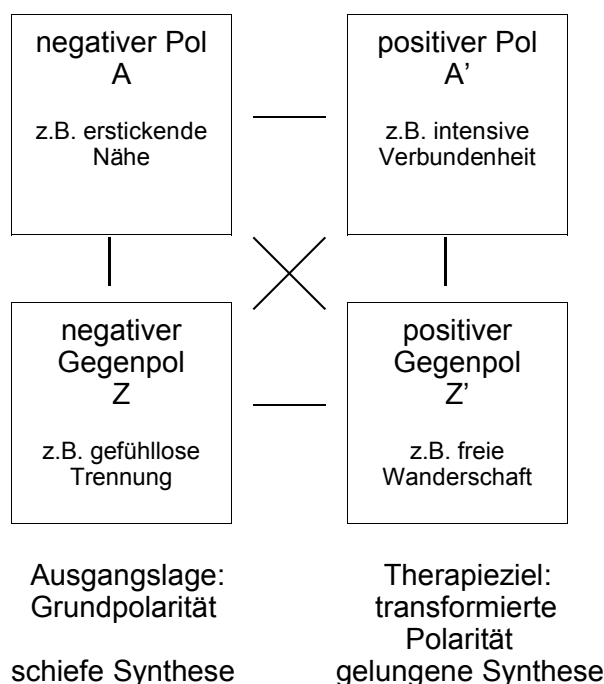 negativer Pol
A
z.B. erstickende
Nähe
positiver Pol
A’
z.B. intensive
Verbundenheit
negativer
Gegenpol
Z
z.B. gefühllose
Trennung
positiver
Gegenpol
Z’
z.B. freie
Wanderschaft
Ausgangslage:
Grundpolarität
schiefe Synthese
Therapieziel:
transformierte
Polarität
gelungene Synthese